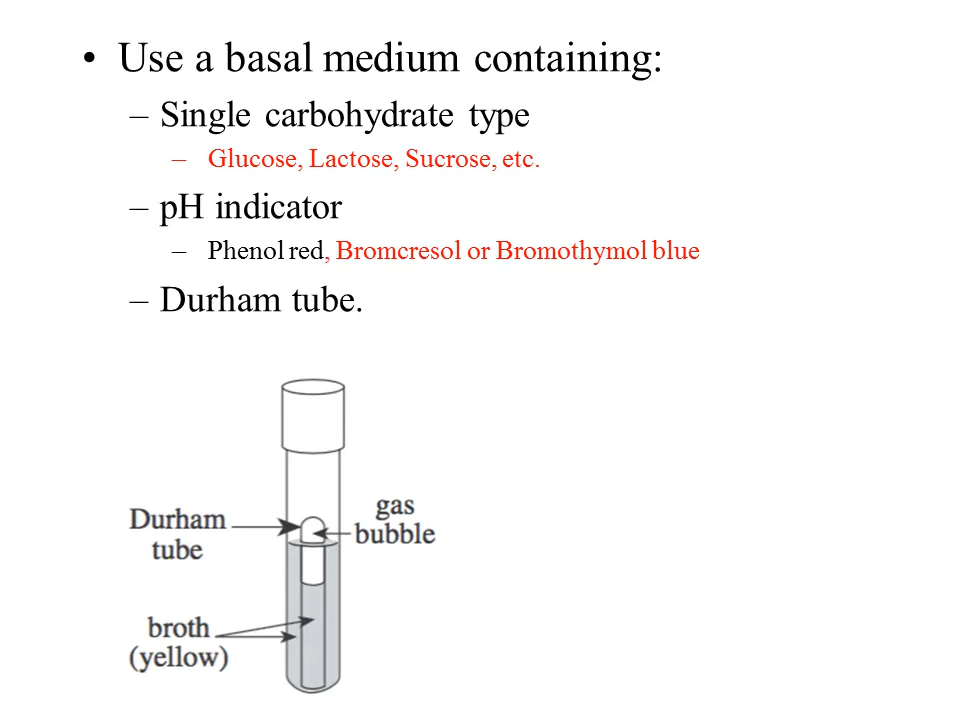 • Use a basal medium containing:
– Single carbohydrate type
– Glucose, Lactose, Sucrose, etc.
– pH indicator
– Phenol red, Bromcresol or Bromothymol blue
– Durham tube.
Durham
tube
gas
bubble
broth
(yellow)